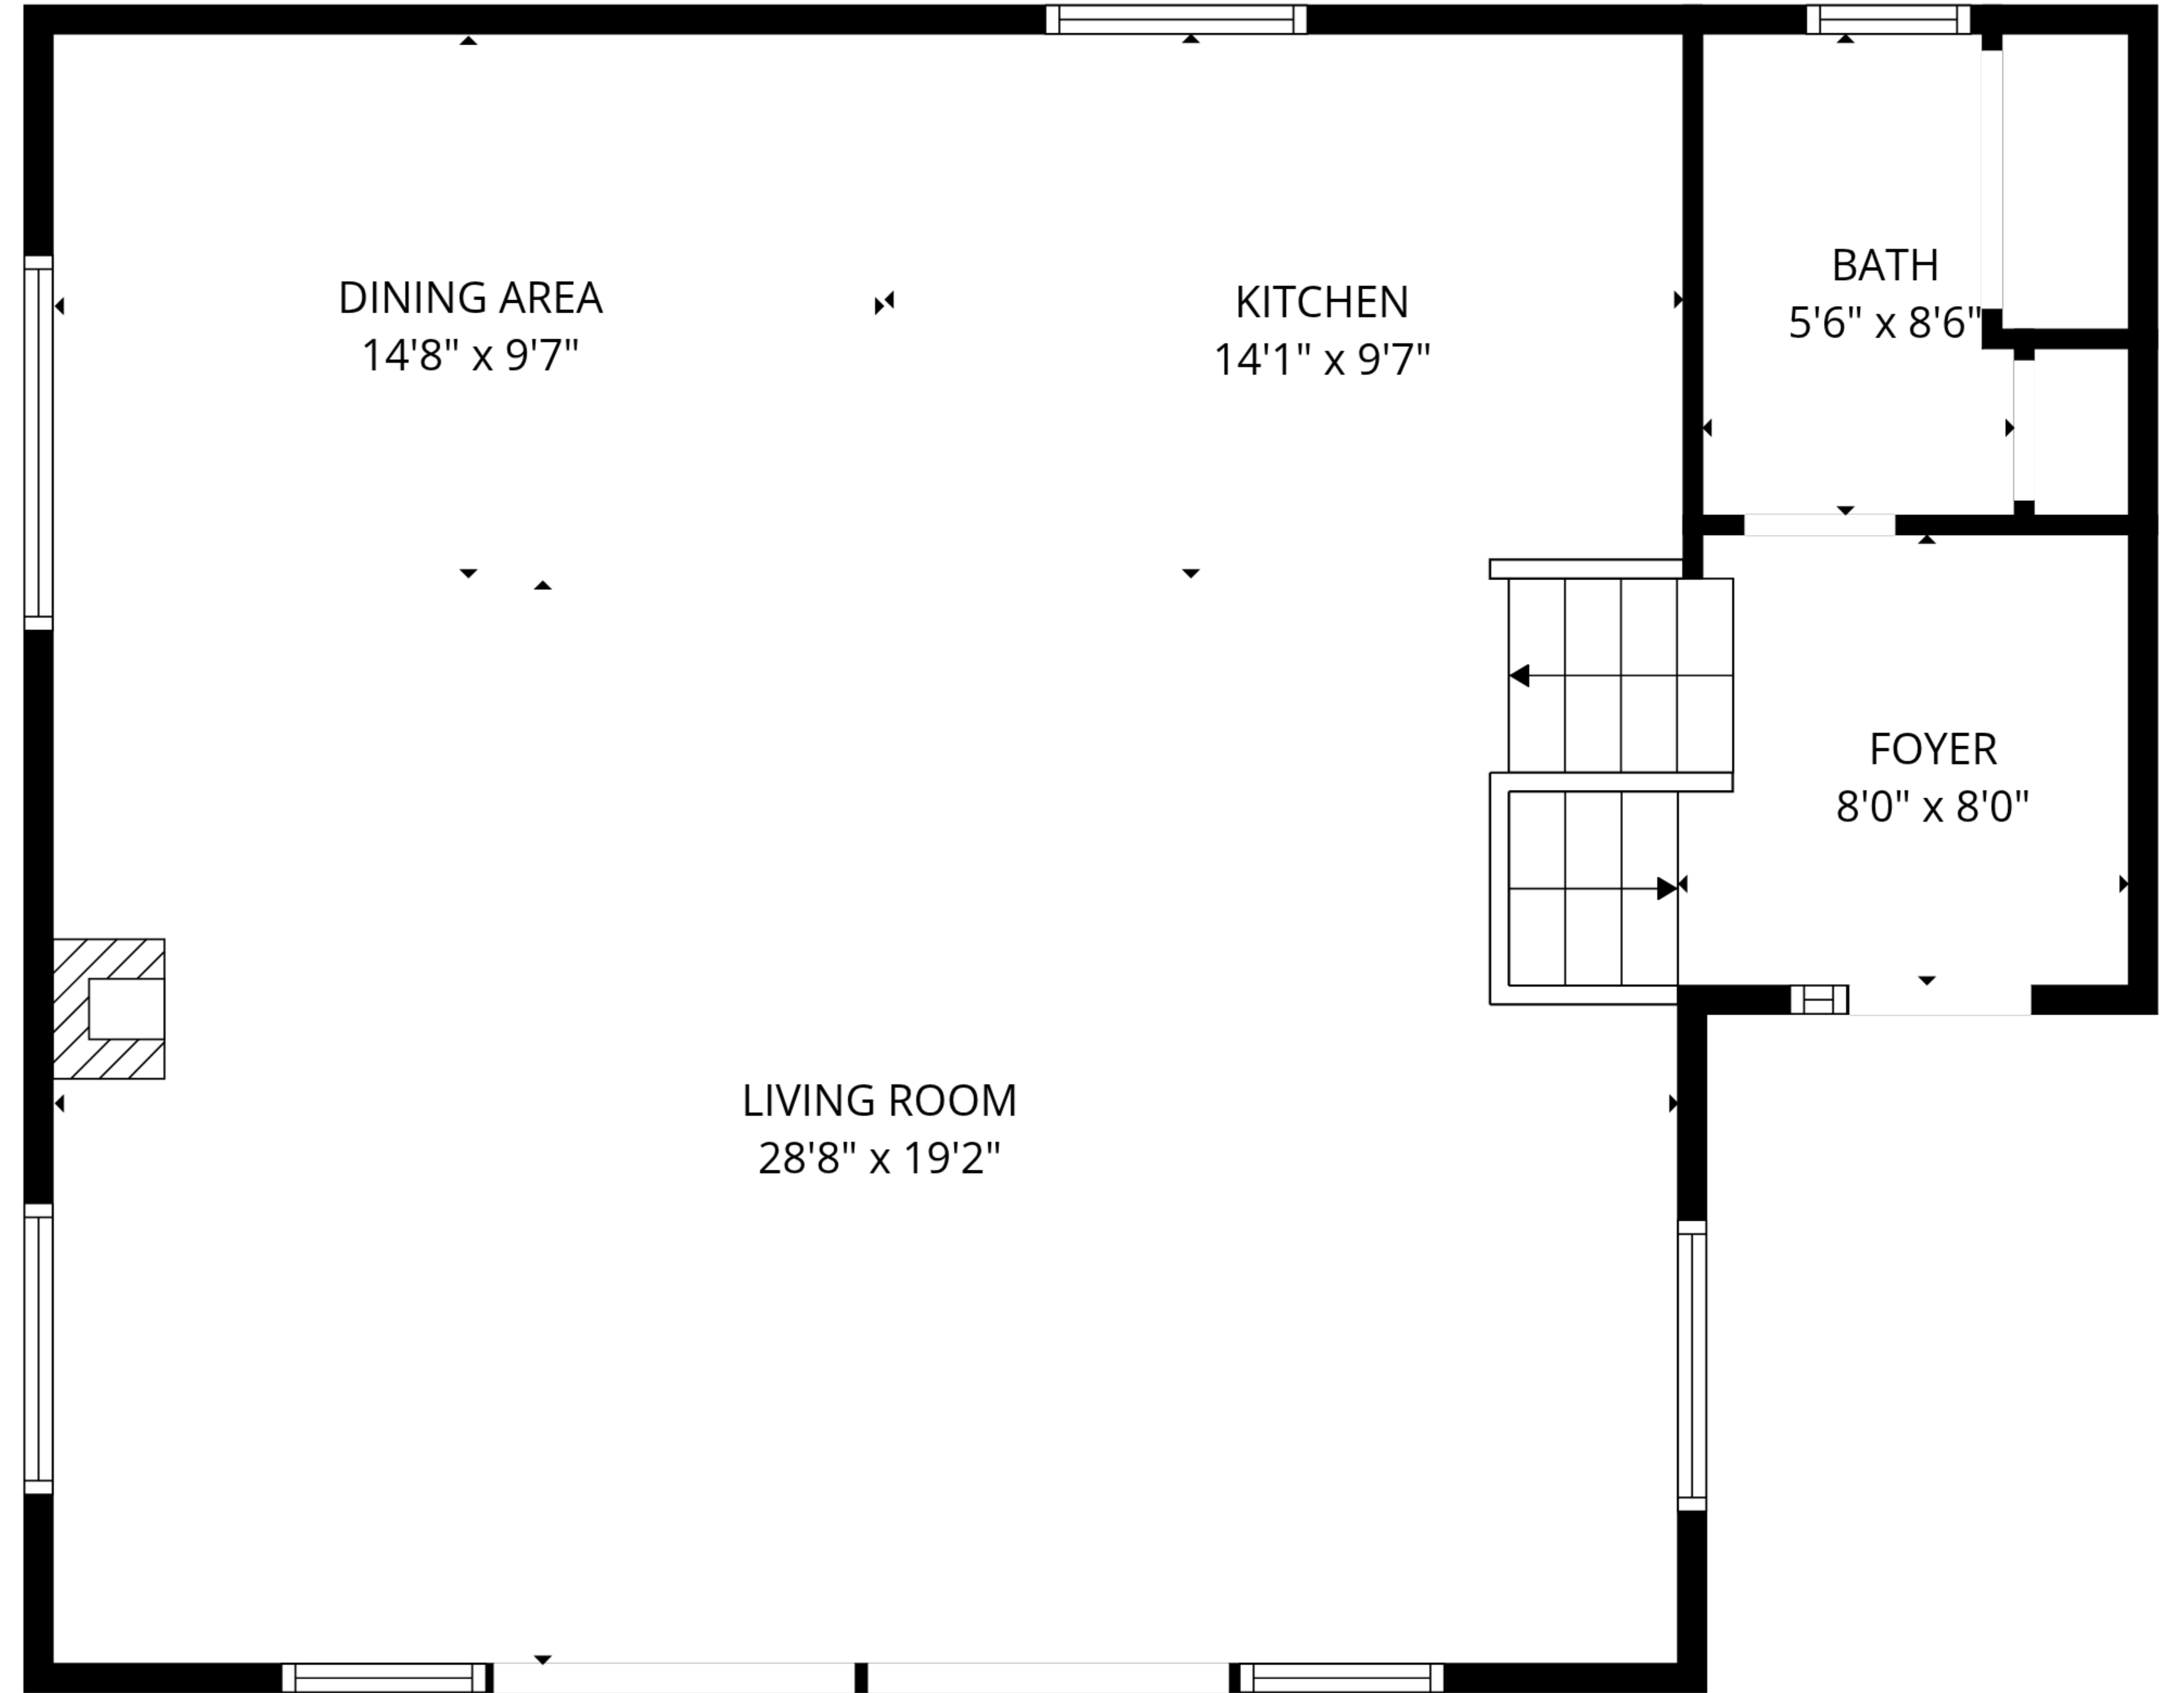 DINING AREA
14'8" x 9'7"
KITCHEN
14'1" x 9'7"
BATH
5'6" x 8'6"
FOYER
8'0" x 8'0"
LIVING ROOM
28'8" x 19'2"